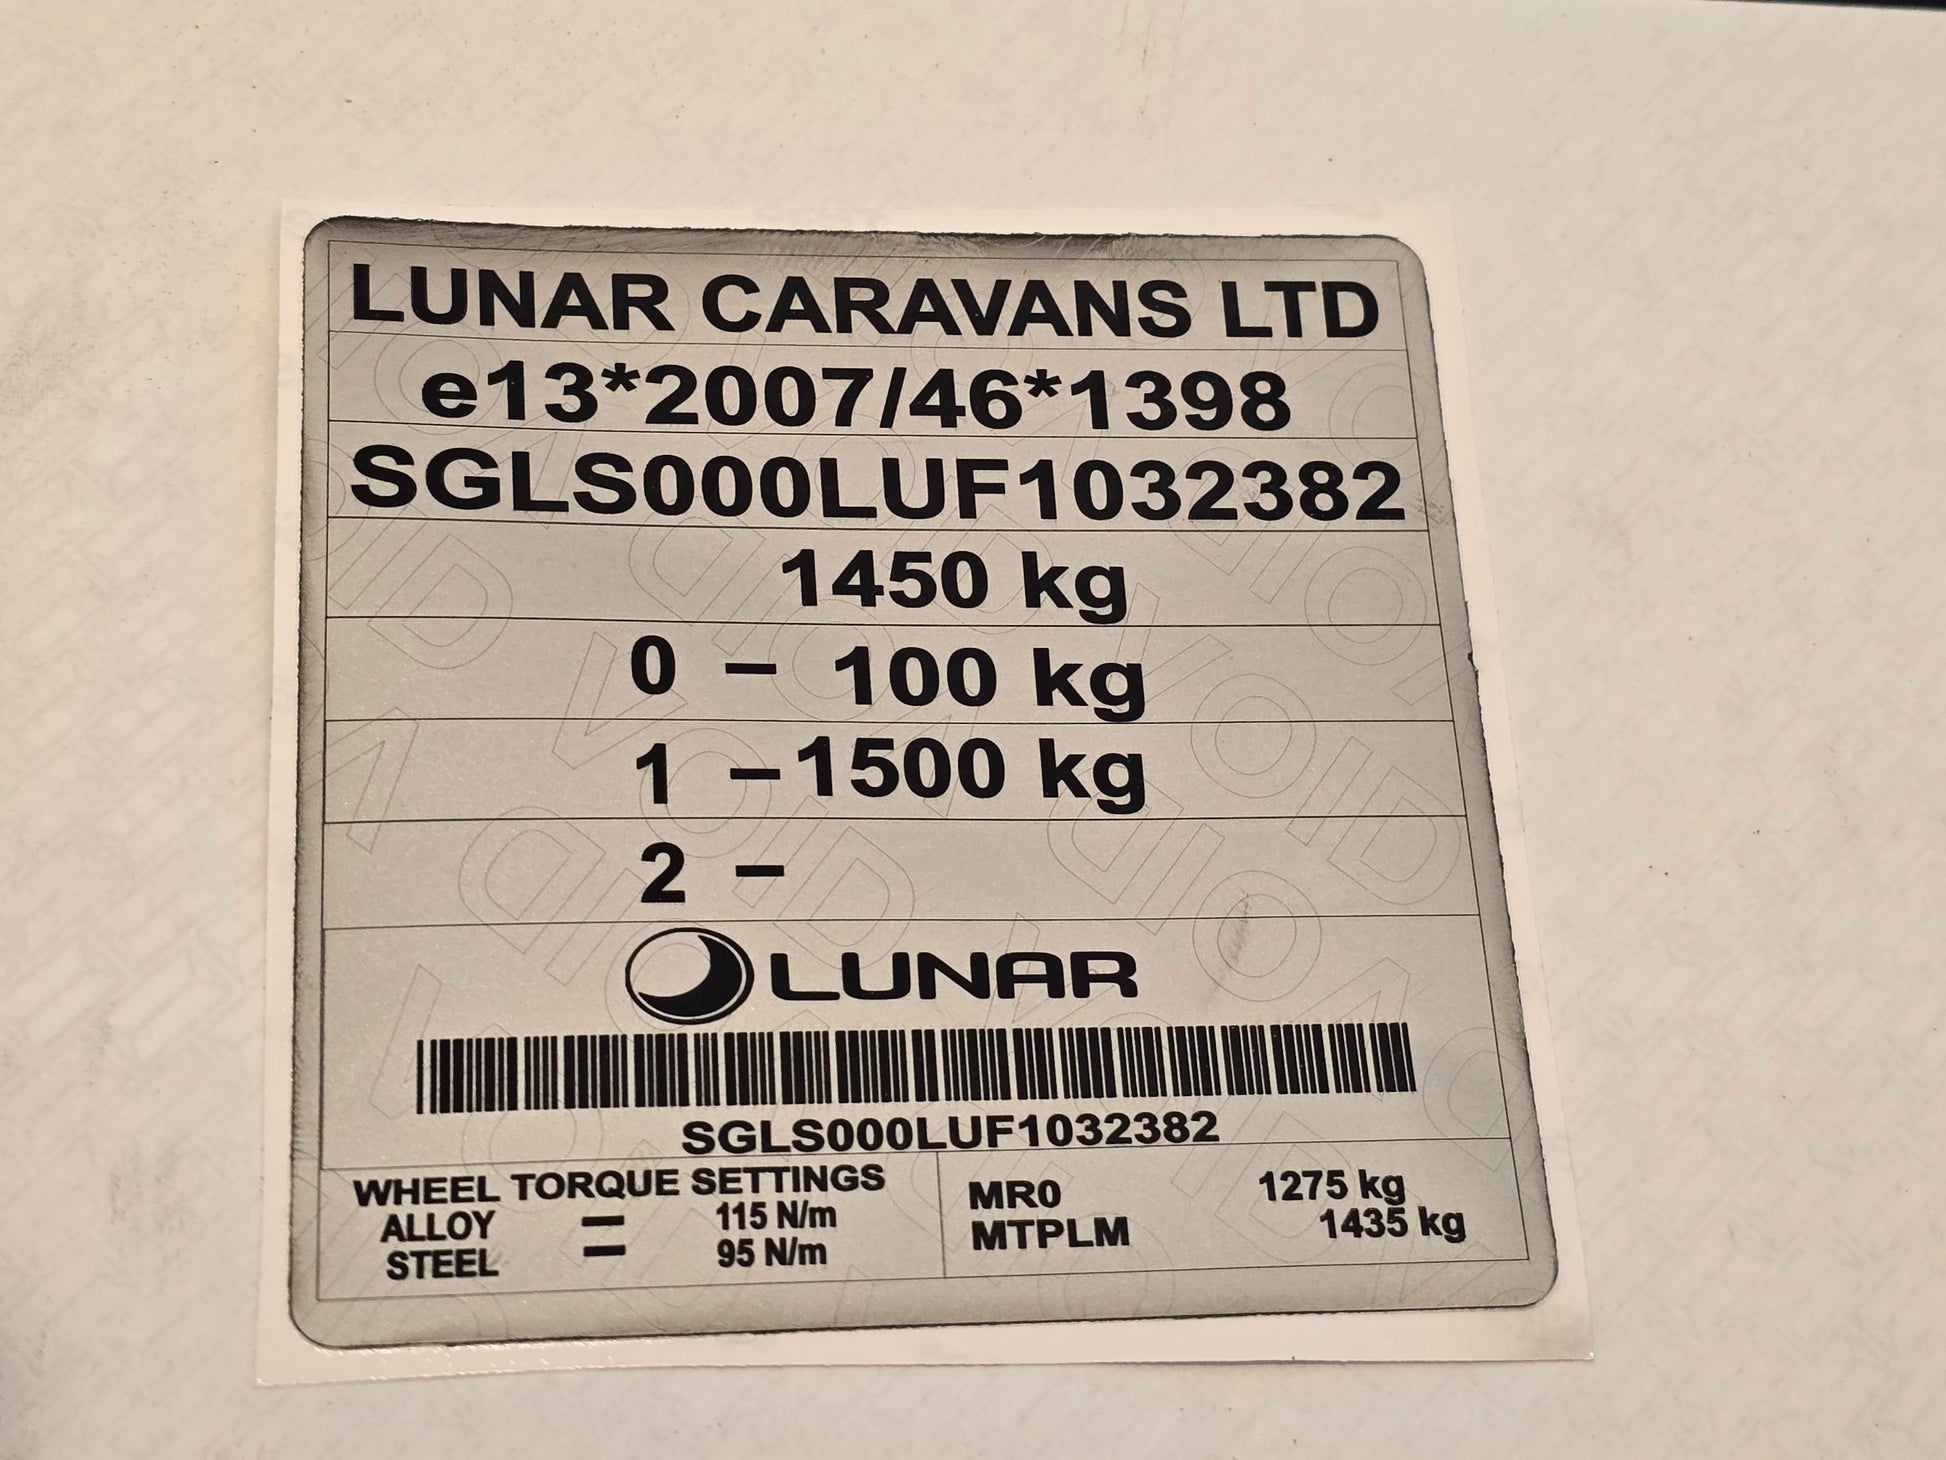 LUNAR CARAVANS LTD
e13*2007/46*1398
SGLS000LUF1032382
1450 kg
0 - 100 kg
1 - 1500 kg
2 -
LUNAR
SGLS000LUF1032382
WHEEL TORQUE SETTINGS
ALLOY = 115 N/m
STEEL = 95 N/m
MR0 1275 kg
MTPLM 1435 kg